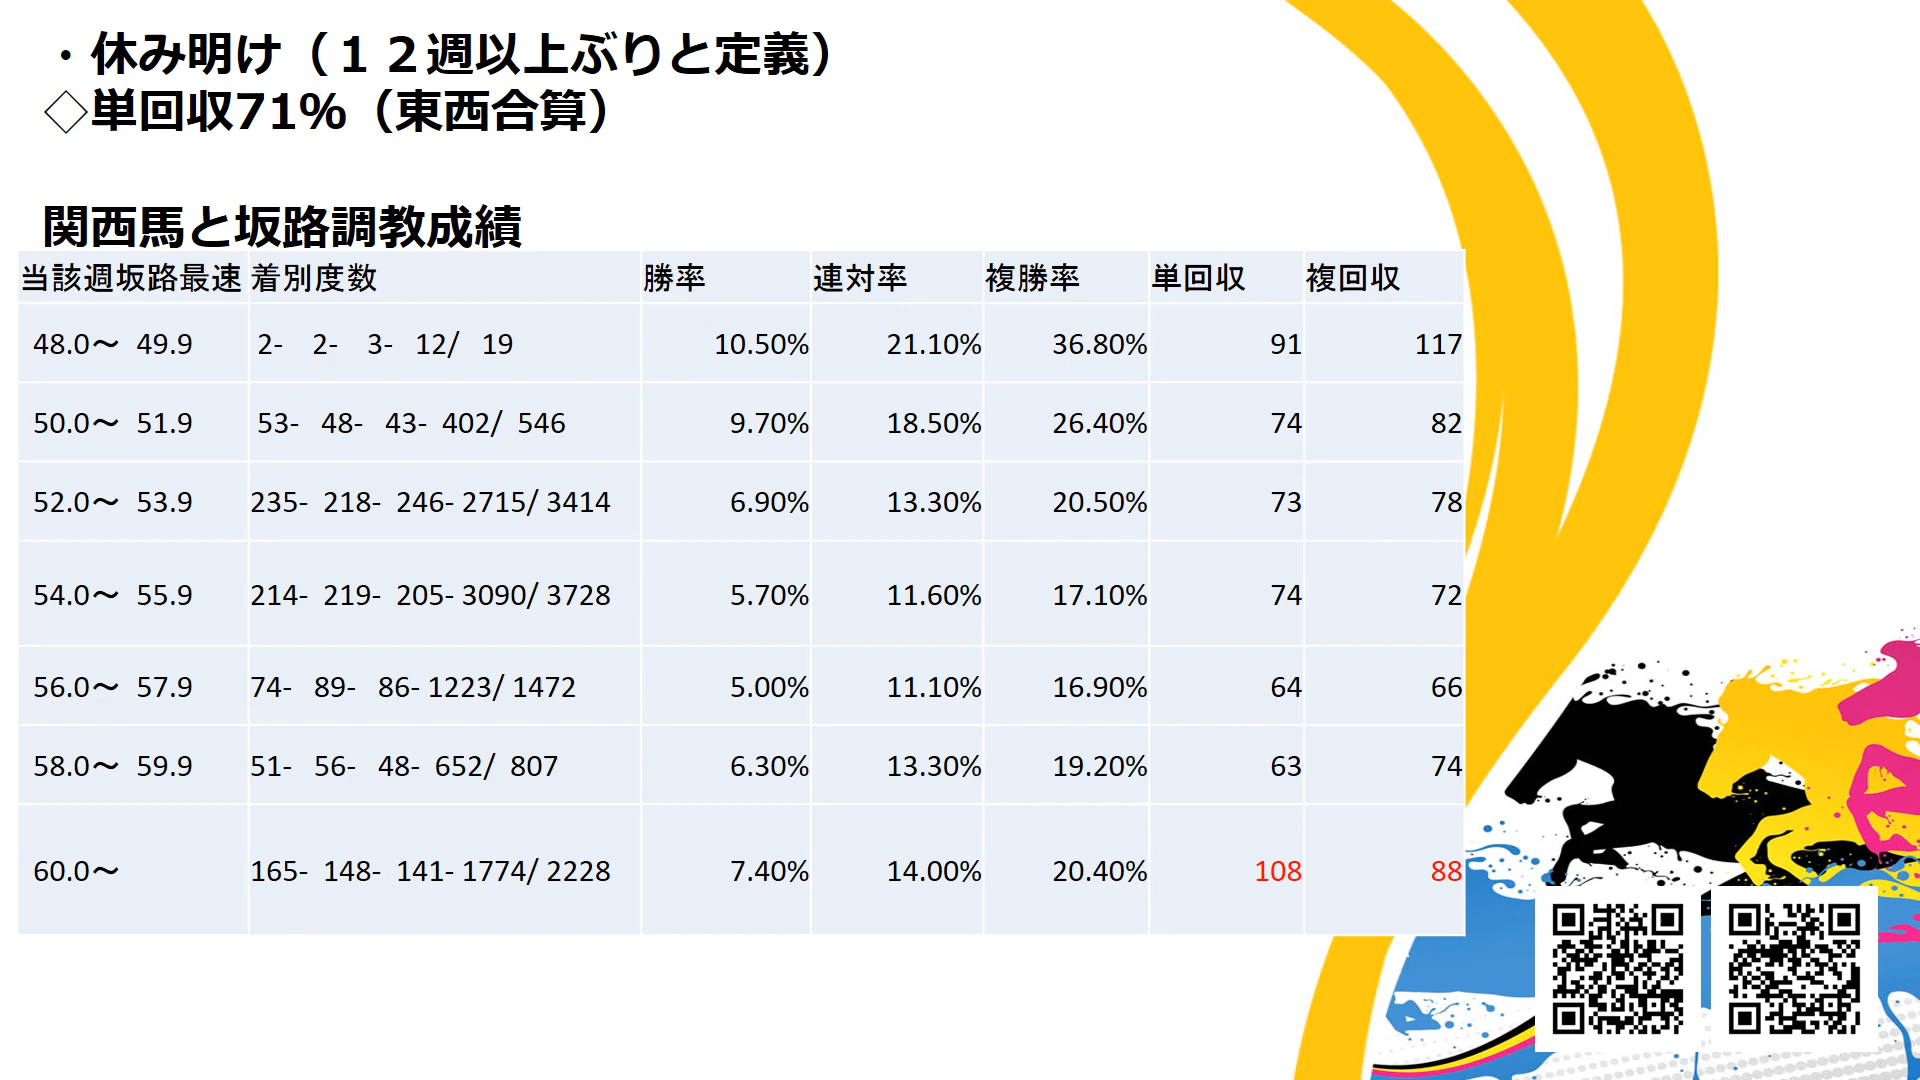 ・休み明け（１２週以上ぶりと定義）
◇単回収71%（東西合算）
関西馬と坂路調教成績
当該週坂路最速 着別度数 勝率 連対率 複勝率 単回収 複回収
48.0～ 49.9 2- 2- 3- 12/ 19 10.50% 21.10% 36.80% 91 117
50.0～ 51.9 53- 48- 43- 402/ 546 9.70% 18.50% 26.40% 74 82
52.0～ 53.9 235- 218- 246- 2715/ 3414 6.90% 13.30% 20.50% 73 78
54.0～ 55.9 214- 219- 205- 3090/ 3728 5.70% 11.60% 17.10% 74 72
56.0～ 57.9 74- 89- 86- 1223/ 1472 5.00% 11.10% 16.90% 64 66
58.0～ 59.9 51- 56- 48- 652/ 807 6.30% 13.30% 19.20% 63 74
60.0～ 165- 148- 141- 1774/ 2228 7.40% 14.00% 20.40% 108 88